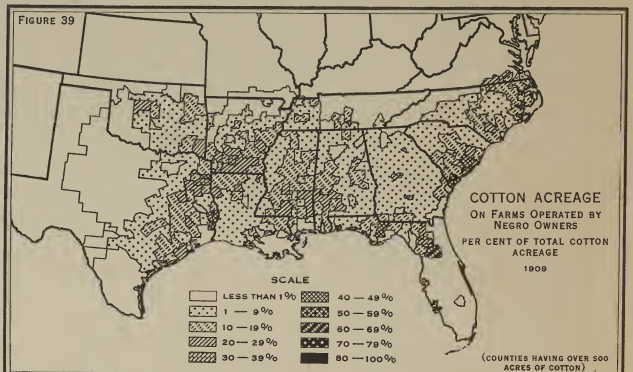 FIGURE 39
COTTON ACREAGE
ON FARMS OPERATED BY
NEGRO OWNERS
PER CENT OF TOTAL COTTON
ACREAGE
1909
SCALE
LESS THAN 1%
1 — 9%
10 — 19%
20 — 29%
30 — 39%
40 — 49%
50 — 59%
60 — 69%
70 — 79%
80 — 100%
(COUNTIES HAVING OVER 500
ACRES OF COTTON)